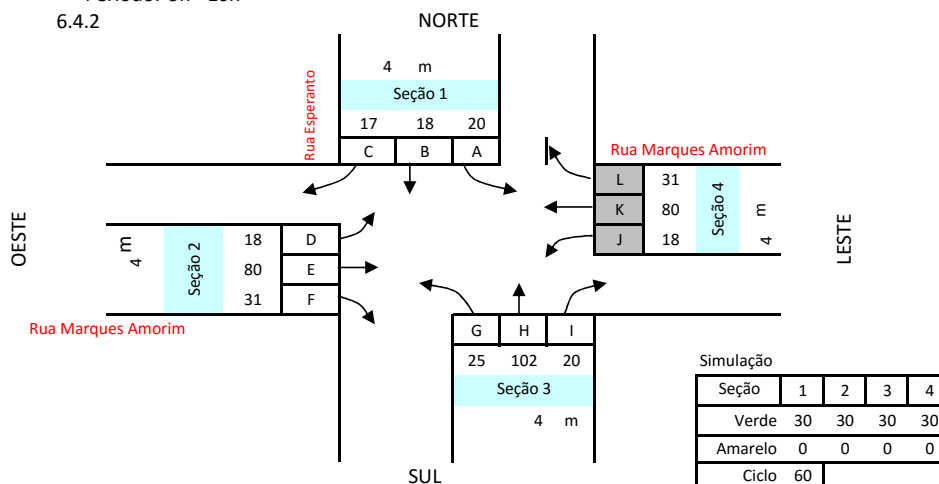 6.4.2
NORTE
4 m
Seção 1
Rua Esperanto
17 18 20
C B A
Rua Marques Amorim
L 31
K 80
J 18
Seção 4
4 m
LESTE
OESTE
4 m
Seção 2
18 D
80 E
31 F
Rua Marques Amorim
G H I
25 102 20
Seção 3
4 m
SUL
Simulação
Seção 1 2 3 4
Verde 30 30 30 30
Amarelo 0 0 0 0
Ciclo 60